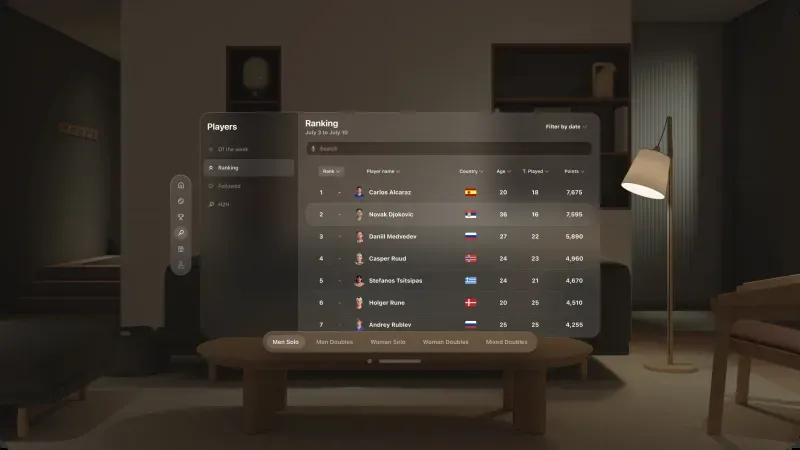 Players
Of the week
Ranking
Followed
H2H
Ranking
July 3 to July 10
Filter by date
Search
Rank Player name Country Age T. Played Points
1 - Carlos Alcaraz 20 18 7,675
2 - Novak Djokovic 36 16 7,595
3 - Daniil Medvedev 27 22 5,890
4 - Casper Ruud 24 23 4,960
5 - Stefanos Tsitsipas 24 21 4,670
6 - Holger Rune 20 25 4,510
7 - Andrey Rublev 25 25 4,255
Men Solo Men Doubles Woman Solo Woman Doubles Mixed Doubles